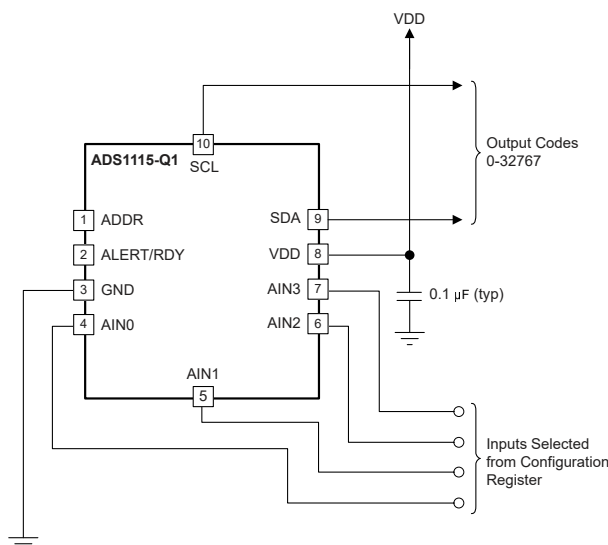 VDD
10
ADS1115-Q1
SCL
Output Codes
0-32767
1 ADDR
SDA 9
2 ALERT/RDY
VDD 8
3 GND
AIN3 7
0.1 μF (typ)
4 AIN0
AIN2 6
AIN1
5
Inputs Selected
from Configuration
Register